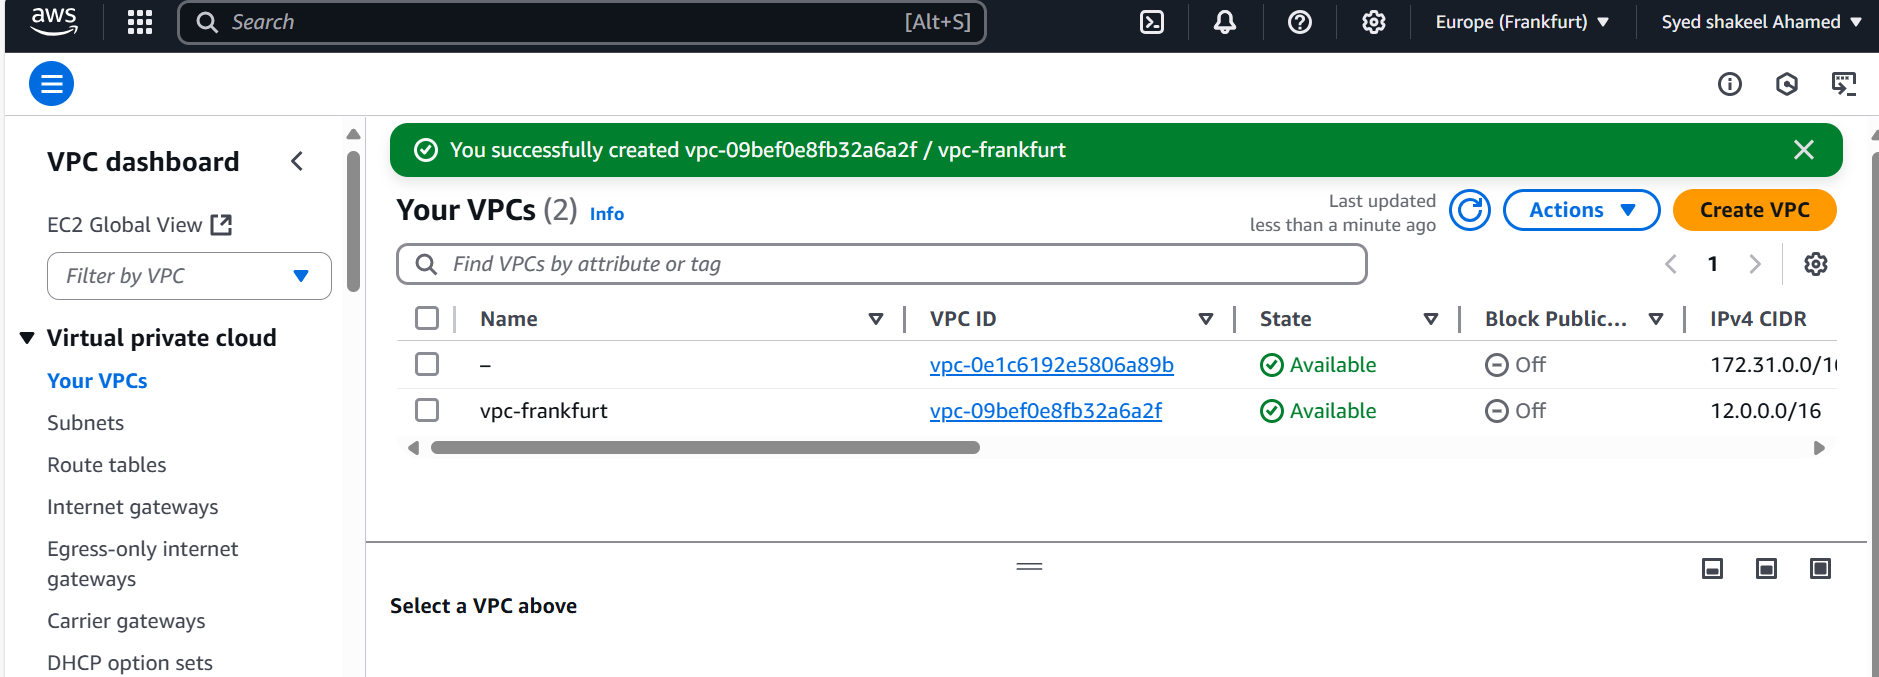 aws
Search [Alt+S]
Europe (Frankfurt)
Syed shakeel Ahamed
VPC dashboard
EC2 Global View
Filter by VPC
Virtual private cloud
Your VPCs
Subnets
Route tables
Internet gateways
Egress-only internet
gateways
Carrier gateways
DHCP option sets
You successfully created vpc-09bef0e8fb32a6a2f / vpc-frankfurt
Your VPCs (2) Info
Last updated
less than a minute ago
Actions
Create VPC
Find VPCs by attribute or tag
1
Name VPC ID State Block Public... IPv4 CIDR
– vpc-0e1c6192e5806a89b Available Off 172.31.0.0/16
vpc-frankfurt vpc-09bef0e8fb32a6a2f Available Off 12.0.0.0/16
Select a VPC above